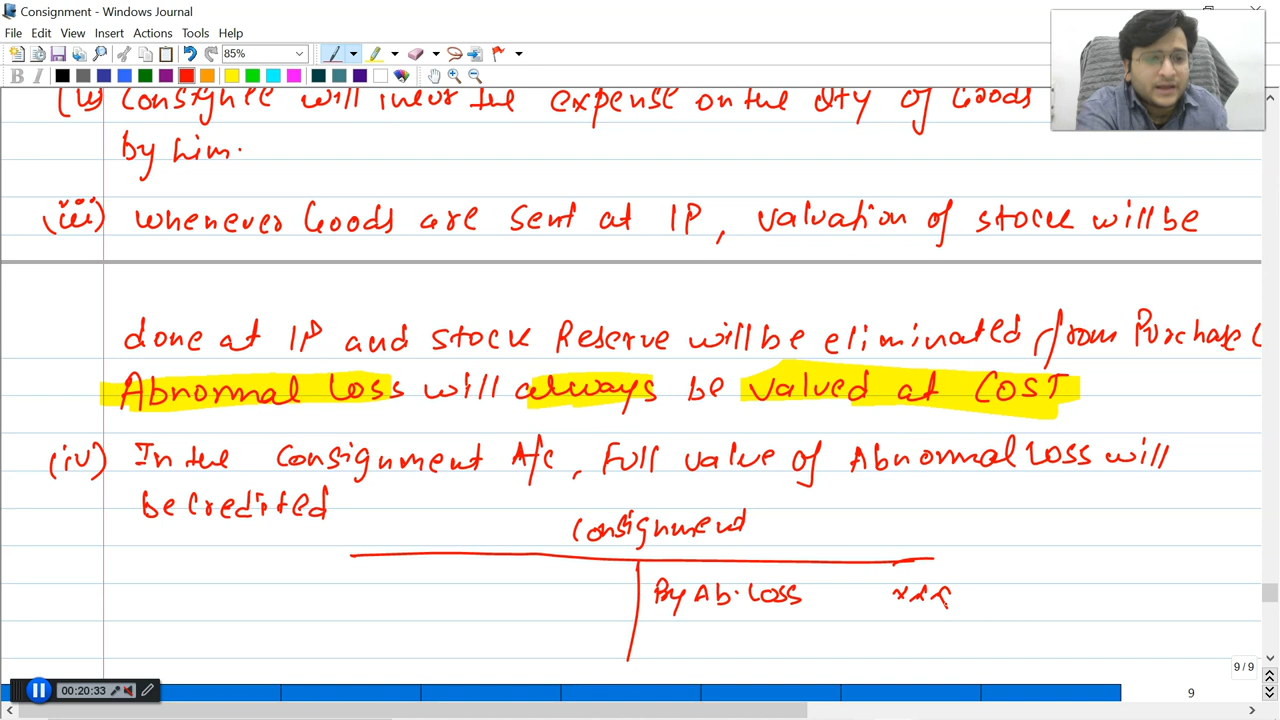 Consignment - Windows Journal
File Edit View Insert Actions Tools Help
85%
B I
Consignee will incur the expense on the Qty of Goods
by him.
(iii) whenever Goods are sent at IP, valuation of stock will be
done at IP and stock Reserve will be eliminated from Purchase
Abnormal Loss will always be valued at COST
(iv) In the Consignment A/c, Full value of Abnormal Loss will
be credited
Consignment
By Ab. Loss xxx
9 / 9
00:20:33
9